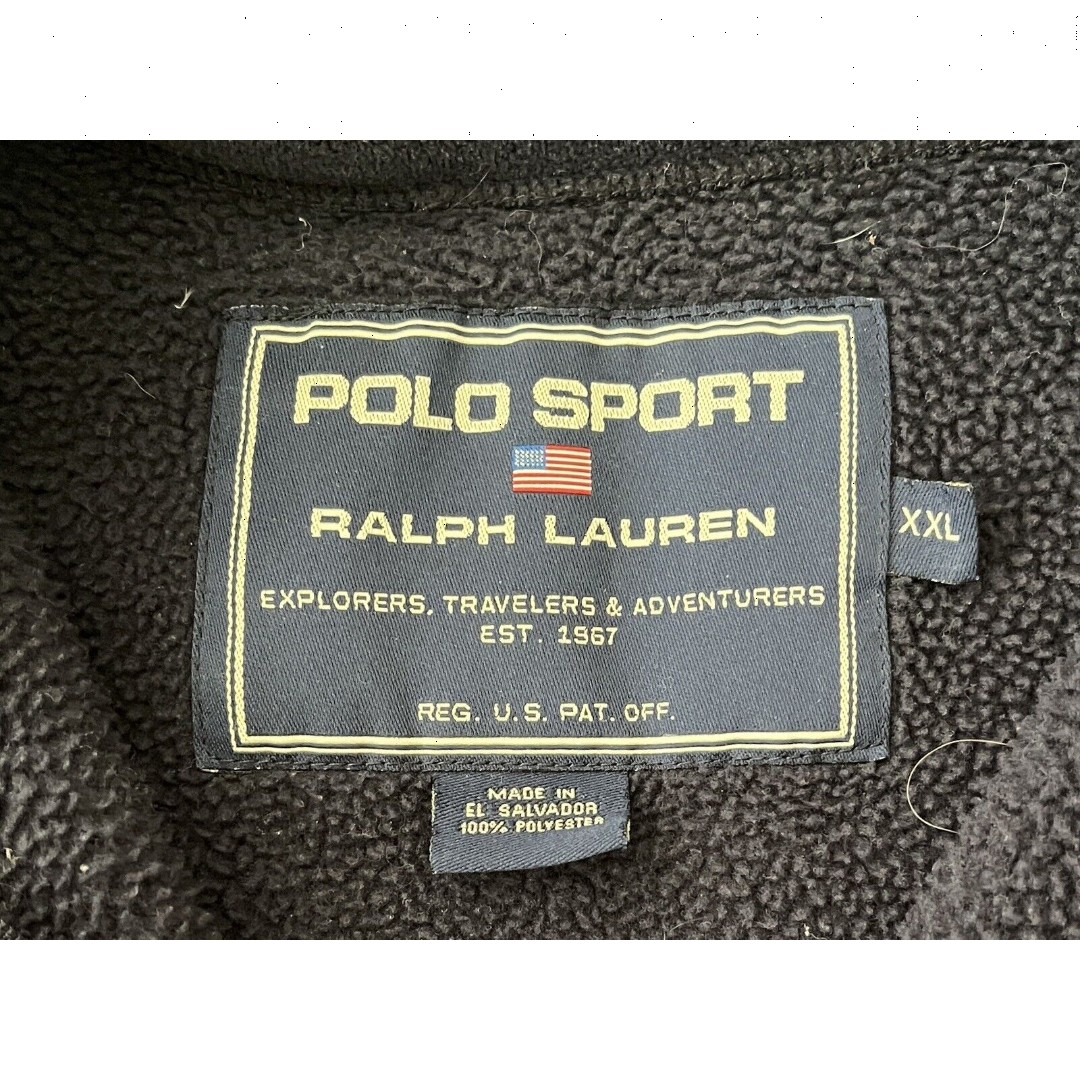 POLO SPORT
RALPH LAUREN
XXL
EXPLORERS, TRAVELERS & ADVENTURERS
EST. 1967
REG. U.S. PAT. OFF.
MADE IN
EL SALVADOR
100% POLYESTER